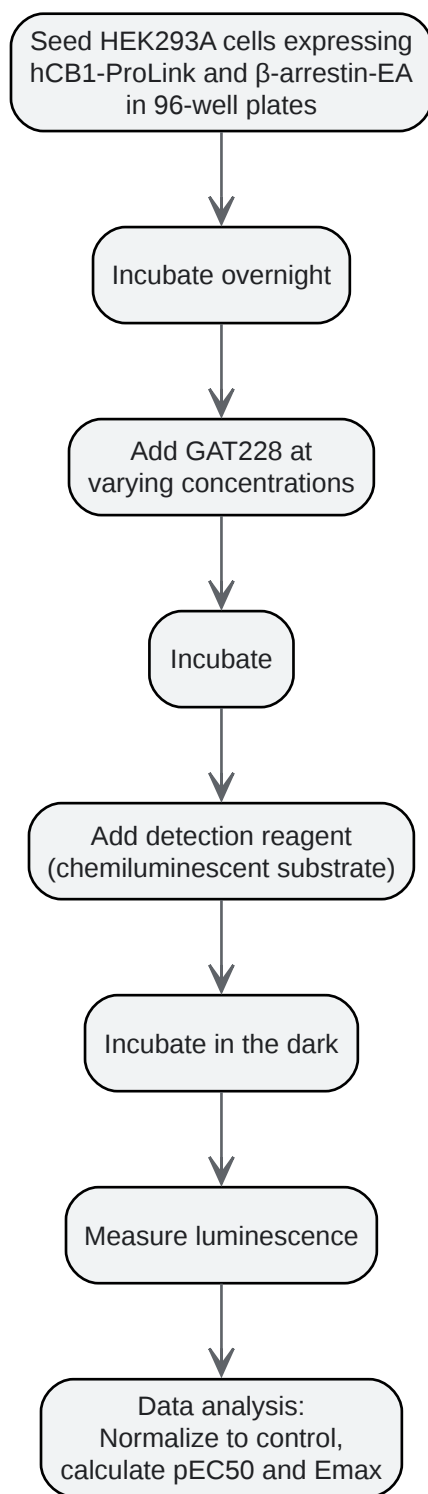 Seed HEK293A cells expressing
hCB1-ProLink and β-arrestin-EA
in 96-well plates
Incubate overnight
Add GAT228 at
varying concentrations
Incubate
Add detection reagent
(chemiluminescent substrate)
Incubate in the dark
Measure luminescence
Data analysis:
Normalize to control,
calculate pEC50 and Emax